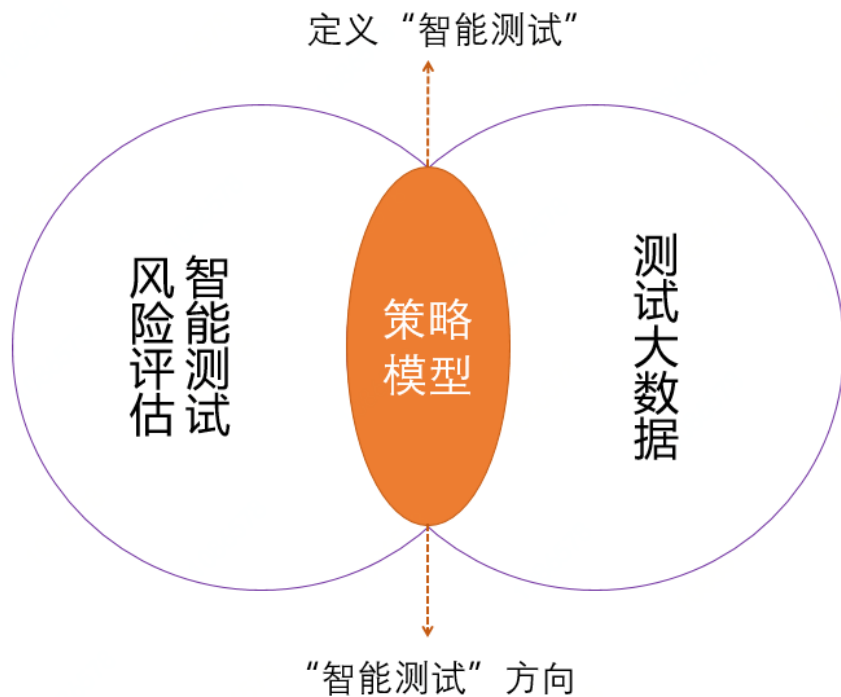 定义“智能测试”
智能测试
风险评估
策略
模型
测试大数据
“智能测试”方向